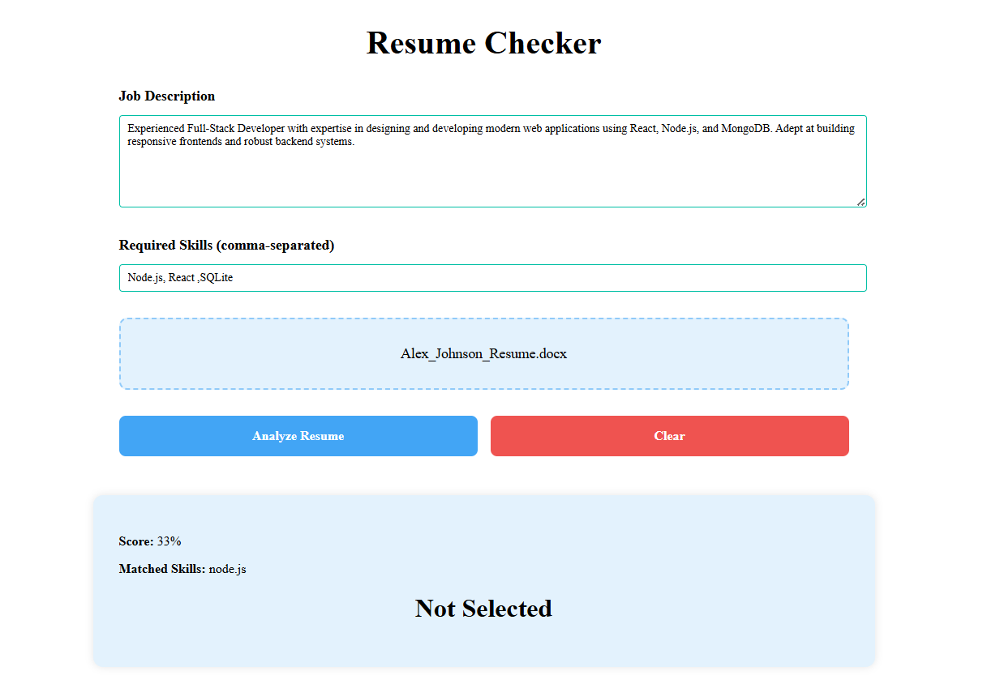 Resume Checker
Job Description
Experienced Full-Stack Developer with expertise in designing and developing modern web applications using React, Node.js, and MongoDB. Adept at building
responsive frontends and robust backend systems.
Required Skills (comma-separated)
Node.js, React ,SQLite
Alex_Johnson_Resume.docx
Analyze Resume
Clear
Score: 33%
Matched Skills: node.js
Not Selected